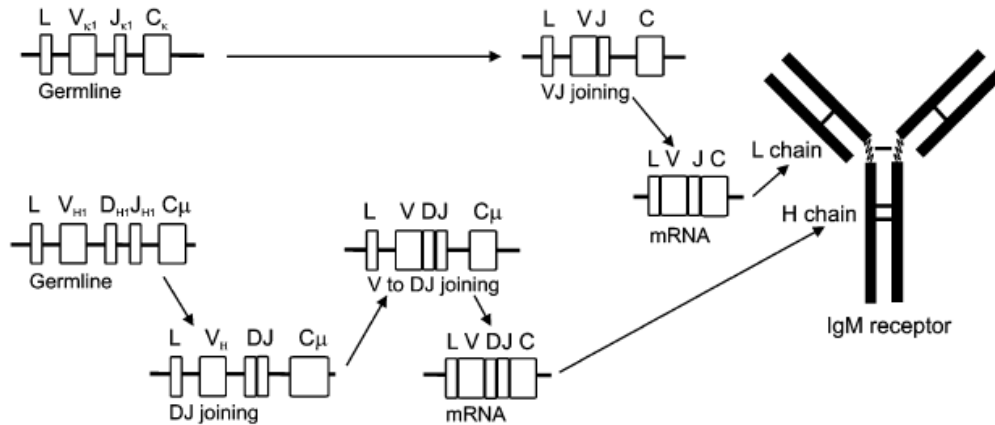 L Vκ1 Jκ1 Cκ
Germline
L V J C
VJ joining
L V J C
mRNA
L chain
H chain
IgM receptor
L VH1 DH1 JH1 Cμ
Germline
L VH DJ Cμ
DJ joining
L V DJ Cμ
V to DJ joining
L V DJ C
mRNA